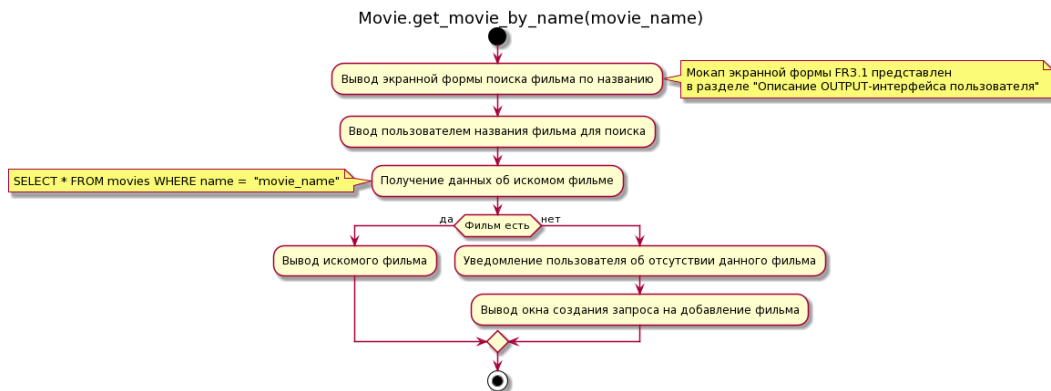 Movie.get_movie_by_name(movie_name)
Вывод экранной формы поиска фильма по названию
Мокап экранной формы FR3.1 представлен
в разделе "Описание OUTPUT-интерфейса пользователя"
Ввод пользователем названия фильма для поиска
SELECT * FROM movies WHERE name =  "movie_name"
Получение данных об искомом фильме
да
Фильм есть
нет
Вывод искомого фильма
Уведомление пользователя об отсутствии данного фильма
Вывод окна создания запроса на добавление фильма